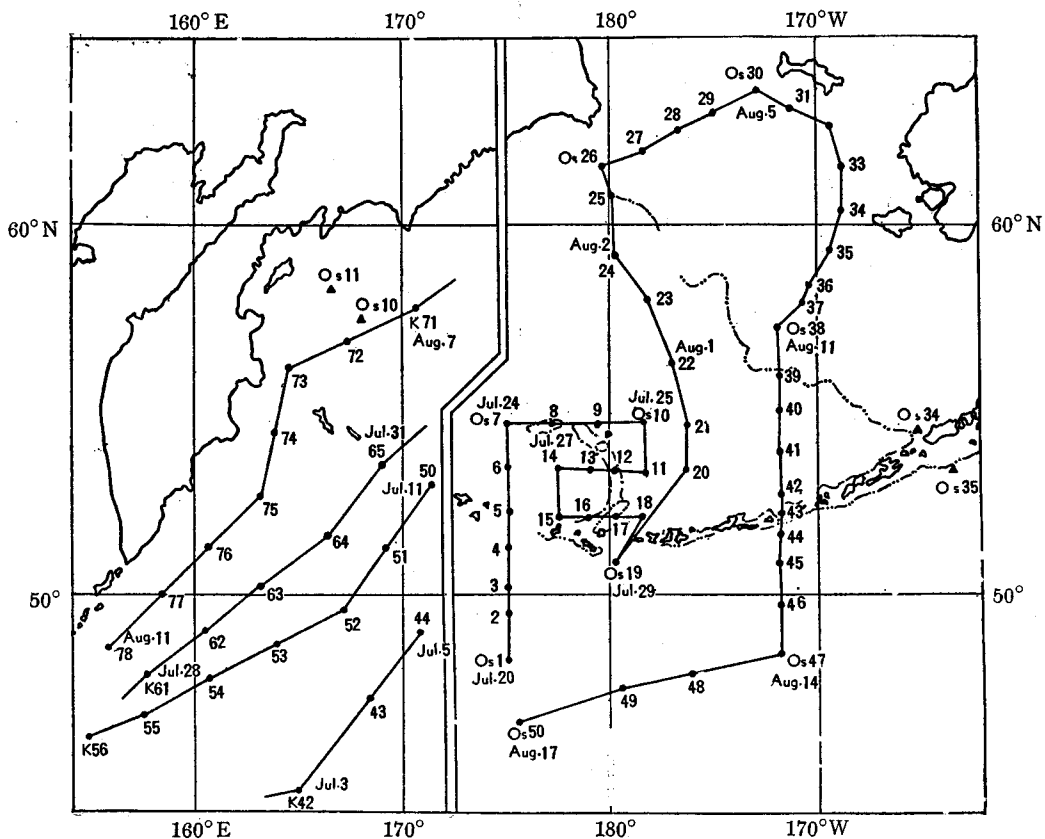 160° E 170° 180° 170° W
Os 30
31
Aug·5
29
28
27
Os 26
33
25
34
60° N 60° N
35
Aug·2
24
Os 11
36
23
37
Os 10
K 71
Aug·7
Os 38
Aug·11
72
Aug·1
22
73
39
Jul·24
Os 7
8
9
Jul·25
Os 10
40
Os 34
74
Jul·27
21
Jul·31
65
50
14
13
12
11
41
6
20
Jul·11
75
42
Os 35
5
15
16
17
18
43
64
51
44
76
4
Os 19
Jul·29
45
50° 50°
77
63
3
46
52
2
44
Aug·11
78
62
53
Jul·5
Os 1
Jul·20
Os 47
Aug·14
Jul·28
K61
54
48
49
43
55
Os 50
Aug·17
K56
Jul·3
K42
160° E 170° 180° 170° W